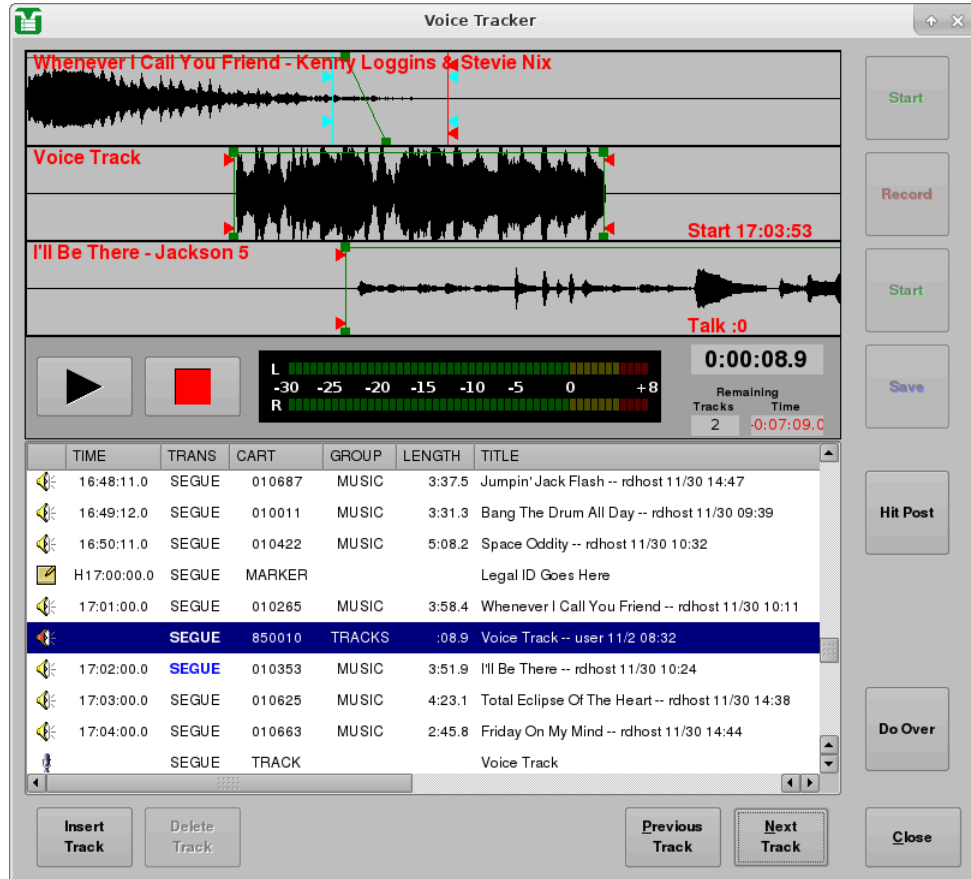 Voice Tracker
Whenever I Call You Friend - Kenny Loggins & Stevie Nix
Start
Voice Track
Start 17:03:53
Record
I'll Be There - Jackson 5
Talk :0
Start
L
-30 -25 -20 -15 -10 -5 0 +8
R
0:00:08.9
Remaining
Tracks Time
2 -0:07:09.0
Save
TIME TRANS CART GROUP LENGTH TITLE
16:48:11.0 SEGUE 010687 MUSIC 3:37.5 Jumpin' Jack Flash -- rdhost 11/30 14:47
16:49:12.0 SEGUE 010011 MUSIC 3:31.3 Bang The Drum All Day -- rdhost 11/30 09:39
16:50:11.0 SEGUE 010422 MUSIC 5:08.2 Space Oddity -- rdhost 11/30 10:32
H17:00:00.0 SEGUE MARKER Legal ID Goes Here
17:01:00.0 SEGUE 010265 MUSIC 3:58.4 Whenever I Call You Friend -- rdhost 11/30 10:11
SEGUE 850010 TRACKS :08.9 Voice Track -- user 11/2 08:32
17:02:00.0 SEGUE 010353 MUSIC 3:51.9 I'll Be There -- rdhost 11/30 10:24
17:03:00.0 SEGUE 010625 MUSIC 4:23.1 Total Eclipse Of The Heart -- rdhost 11/30 14:38
17:04:00.0 SEGUE 010663 MUSIC 2:45.8 Friday On My Mind -- rdhost 11/30 14:44
SEGUE TRACK Voice Track
Hit Post
Do Over
Insert Track
Delete Track
Previous Track
Next Track
Close